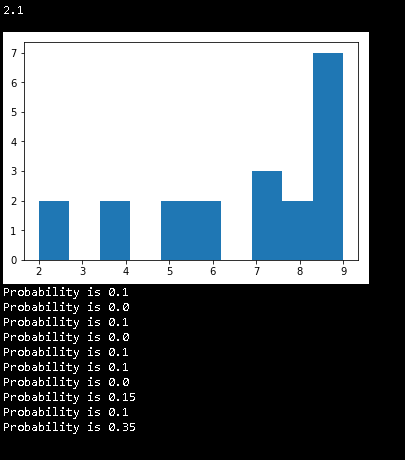 2.1
7
6
5
4
3
2
1
0
2 3 4 5 6 7 8 9
Probability is 0.1
Probability is 0.0
Probability is 0.1
Probability is 0.0
Probability is 0.1
Probability is 0.1
Probability is 0.0
Probability is 0.15
Probability is 0.1
Probability is 0.35